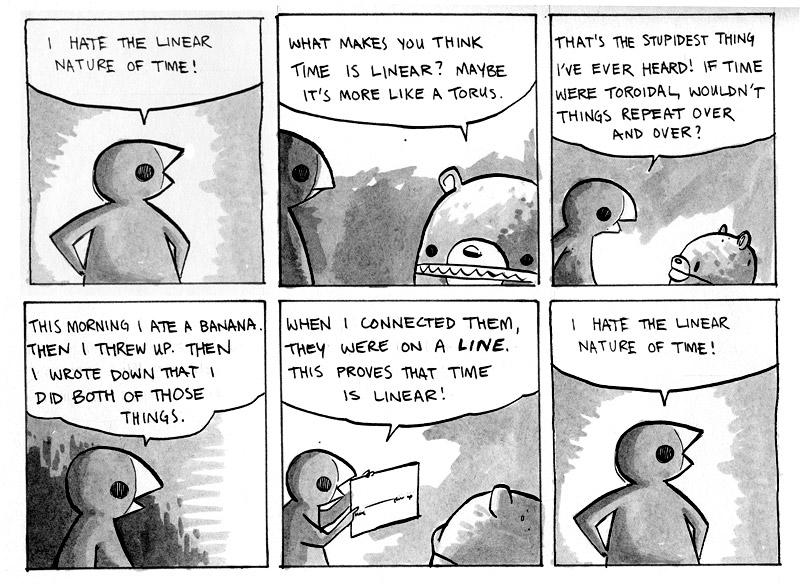 I HATE THE LINEAR
NATURE OF TIME!
WHAT MAKES YOU THINK
TIME IS LINEAR? MAYBE
IT'S MORE LIKE A TORUS.
THAT'S THE STUPIDEST THING
I'VE EVER HEARD! IF TIME
WERE TOROIDAL, WOULDN'T
THINGS REPEAT OVER
AND OVER?
THIS MORNING I ATE A BANANA.
THEN I THREW UP. THEN
I WROTE DOWN THAT I
DID BOTH OF THOSE
THINGS.
WHEN I CONNECTED THEM,
THEY WERE ON A LINE.
THIS PROVES THAT TIME
IS LINEAR!
I HATE THE LINEAR
NATURE OF TIME!